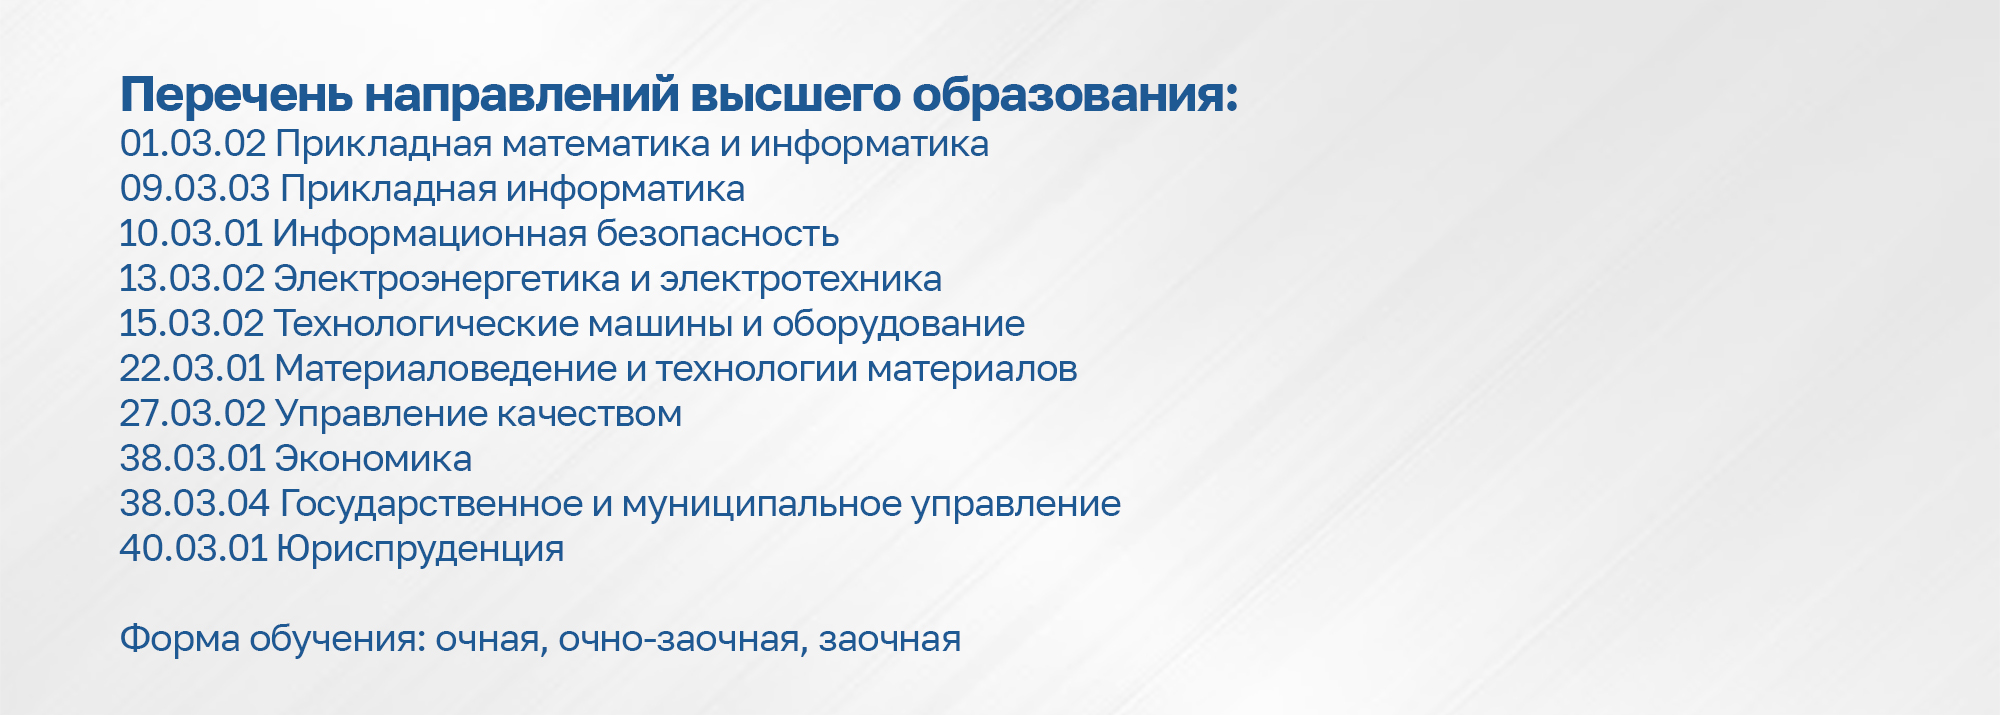 Перечень направлений высшего образования:
01.03.02 Прикладная математика и информатика
09.03.03 Прикладная информатика
10.03.01 Информационная безопасность
13.03.02 Электроэнергетика и электротехника
15.03.02 Технологические машины и оборудование
22.03.01 Материаловедение и технологии материалов
27.03.02 Управление качеством
38.03.01 Экономика
38.03.04 Государственное и муниципальное управление
40.03.01 Юриспруденция
Форма обучения: очная, очно-заочная, заочная